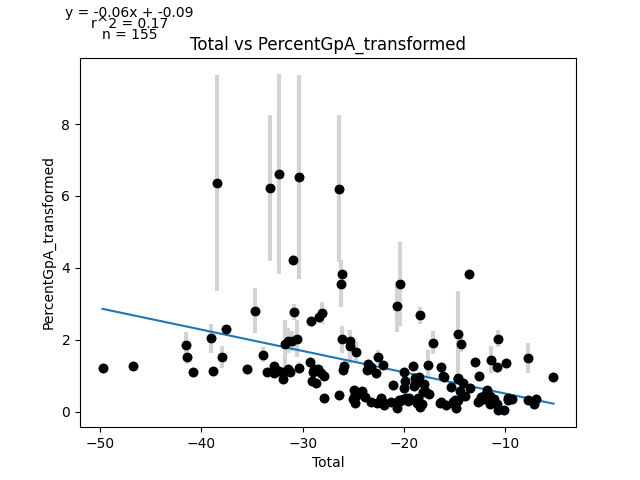 y = -0.06x + -0.09
r^2 = 0.17
n = 155
Total vs PercentGpA_transformed
PercentGpA_transformed
8
6
4
2
0
−50
−40
−30
−20
−10
Total